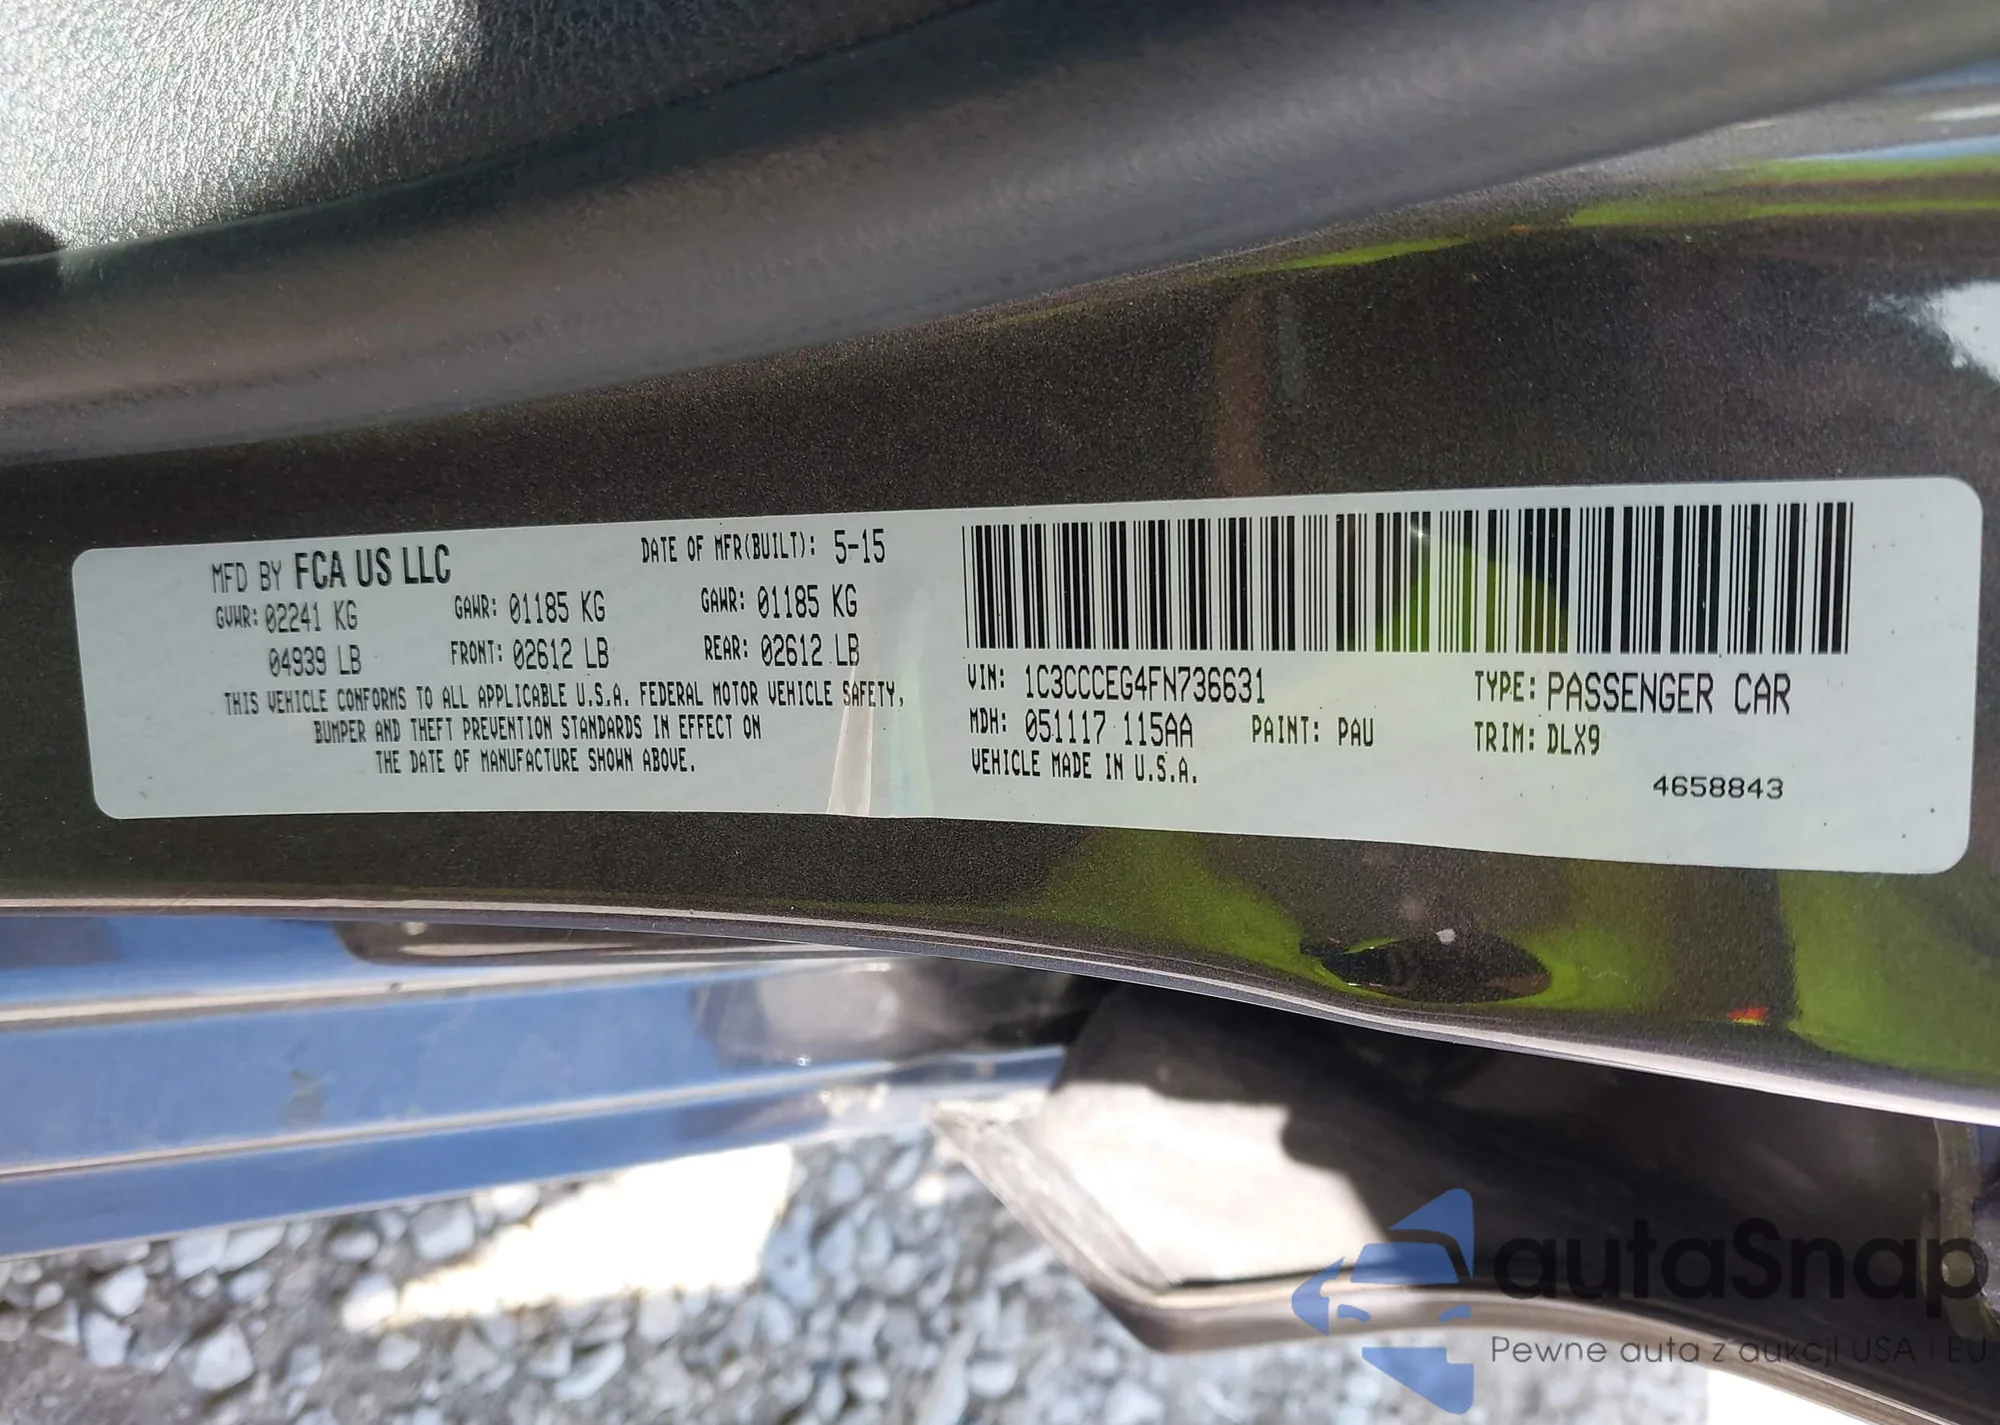 MFD BY FCA US LLC
DATE OF MFR(BUILT): 5-15
GVWR: 02241 KG
04939 LB
GAWR: 01185 KG
FRONT: 02612 LB
GAWR: 01185 KG
REAR: 02612 LB
THIS VEHICLE CONFORMS TO ALL APPLICABLE U.S.A. FEDERAL MOTOR VEHICLE SAFETY,
BUMPER AND THEFT PREVENTION STANDARDS IN EFFECT ON
THE DATE OF MANUFACTURE SHOWN ABOVE.
VIN: 1C3CCCEG4FN736631
TYPE: PASSENGER CAR
MDH: 051117 115AA
PAINT: PAU
TRIM: DLX9
VEHICLE MADE IN U.S.A.
4658843
autaSnap
Pewne auta z aukcji USA i EU